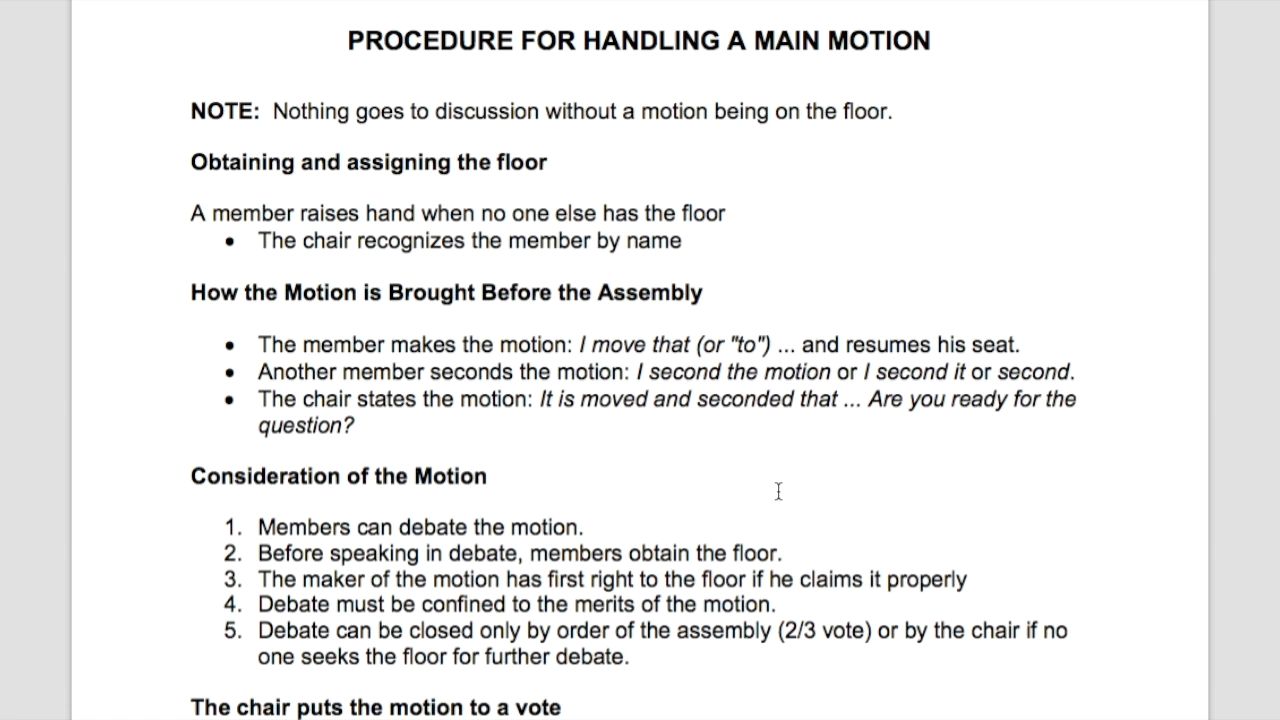 PROCEDURE FOR HANDLING A MAIN MOTION
NOTE: Nothing goes to discussion without a motion being on the floor.
Obtaining and assigning the floor
A member raises hand when no one else has the floor
• The chair recognizes the member by name
How the Motion is Brought Before the Assembly
• The member makes the motion: I move that (or "to") ... and resumes his seat.
• Another member seconds the motion: I second the motion or I second it or second.
• The chair states the motion: It is moved and seconded that ... Are you ready for the
question?
Consideration of the Motion
1. Members can debate the motion.
2. Before speaking in debate, members obtain the floor.
3. The maker of the motion has first right to the floor if he claims it properly
4. Debate must be confined to the merits of the motion.
5. Debate can be closed only by order of the assembly (2/3 vote) or by the chair if no
one seeks the floor for further debate.
The chair puts the motion to a vote